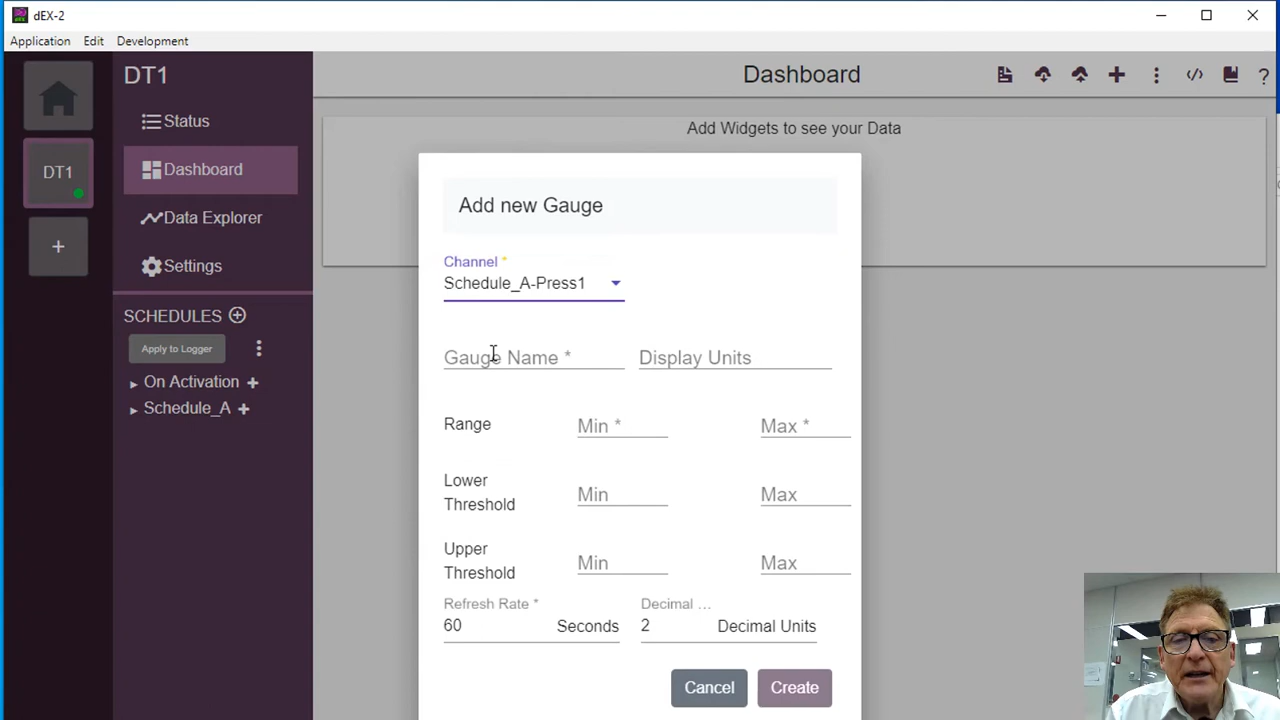 dEX-2
Application Edit Development
DT1
Dashboard
?
Status
DT1
Dashboard
Data Explorer
+
Settings
SCHEDULES
Apply to Logger
On Activation
Schedule_A
Add Widgets to see your Data
Add new Gauge
Channel *
Schedule_A-Press1
Gauge Name * Display Units
Range Min * Max *
Lower
Threshold Min Max
Upper
Threshold Min Max
Refresh Rate * Decimal ...
60 Seconds 2 Decimal Units
Cancel Create